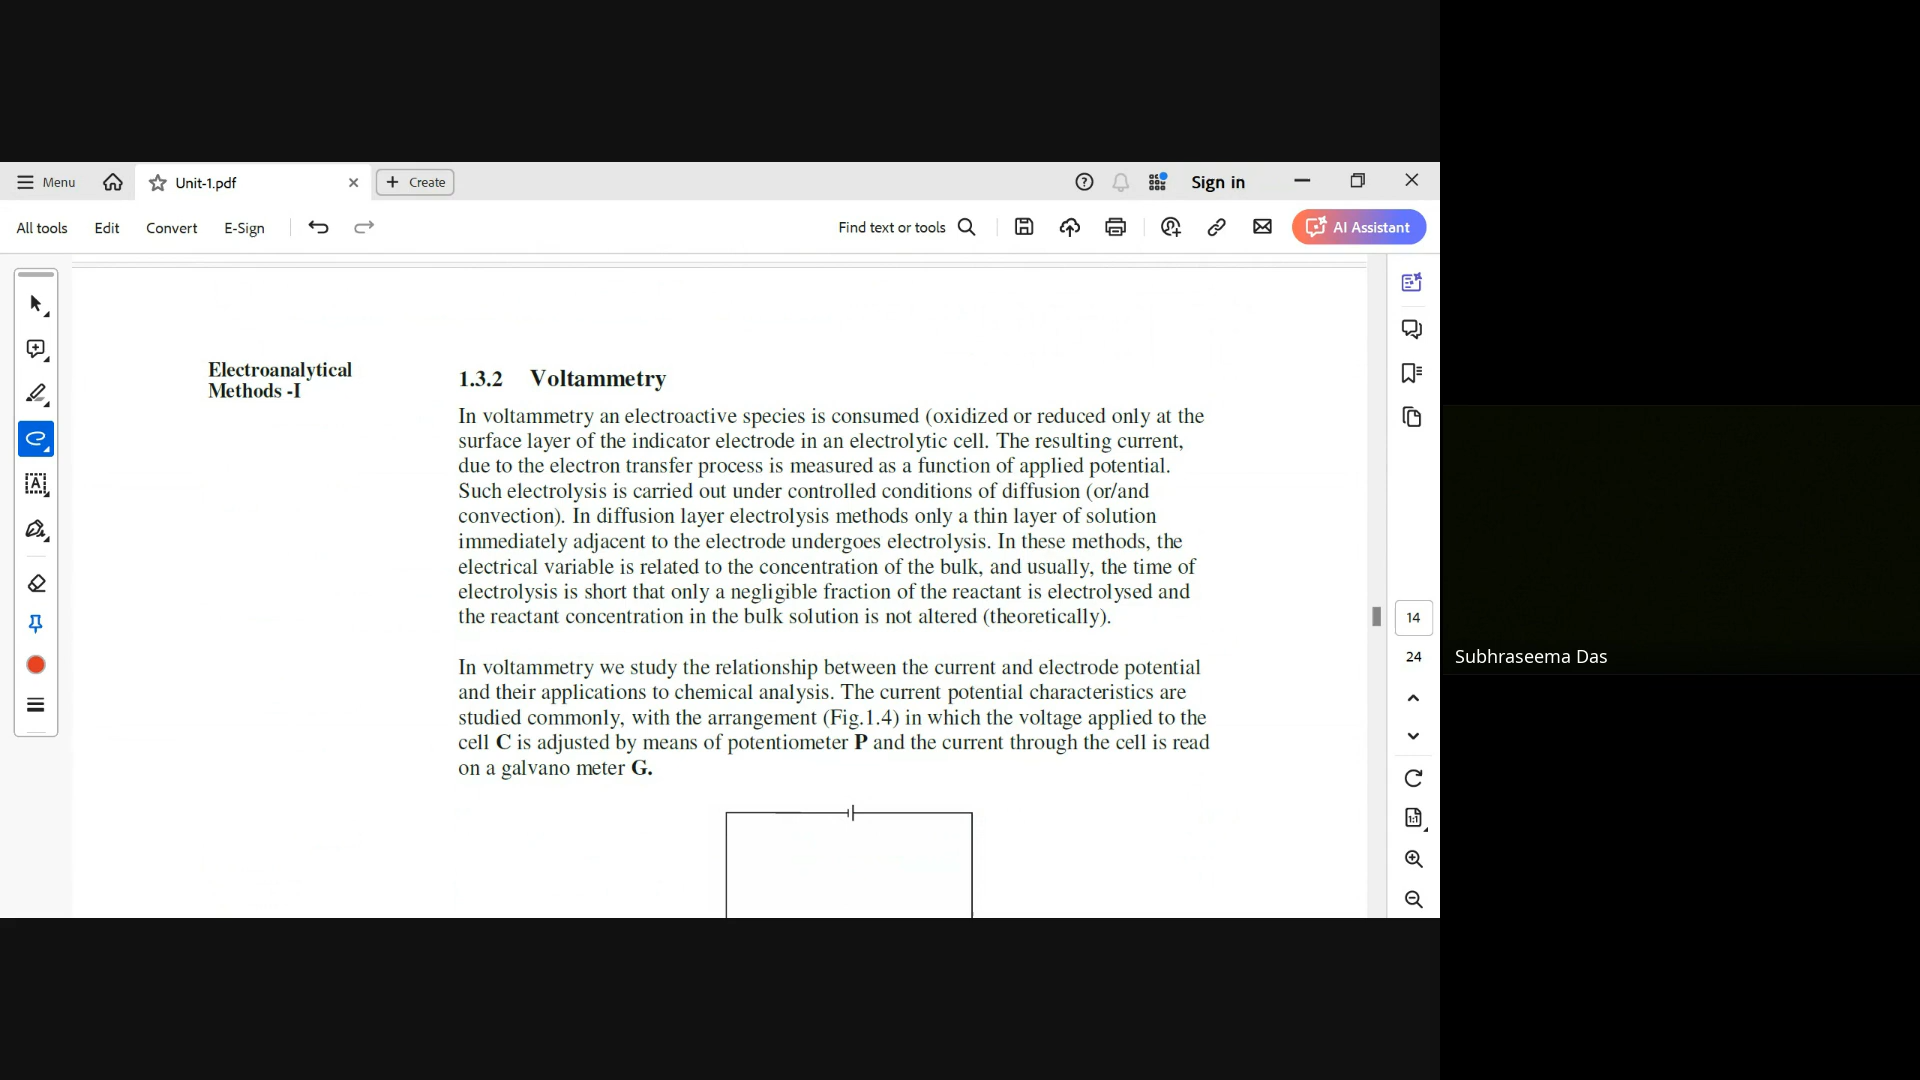 Menu
Unit-1.pdf
Create
Sign in
All tools
Edit
Convert
E-Sign
Find text or tools
AI Assistant
Electroanalytical
Methods -I
1.3.2 Voltammetry
In voltammetry an electroactive species is consumed (oxidized or reduced only at the
surface layer of the indicator electrode in an electrolytic cell. The resulting current,
due to the electron transfer process is measured as a function of applied potential.
Such electrolysis is carried out under controlled conditions of diffusion (or/and
convection). In diffusion layer electrolysis methods only a thin layer of solution
immediately adjacent to the electrode undergoes electrolysis. In these methods, the
electrical variable is related to the concentration of the bulk, and usually, the time of
electrolysis is short that only a negligible fraction of the reactant is electrolysed and
the reactant concentration in the bulk solution is not altered (theoretically).
In voltammetry we study the relationship between the current and electrode potential
and their applications to chemical analysis. The current potential characteristics are
studied commonly, with the arrangement (Fig.1.4) in which the voltage applied to the
cell C is adjusted by means of potentiometer P and the current through the cell is read
on a galvano meter G.
14
24
Subhraseema Das